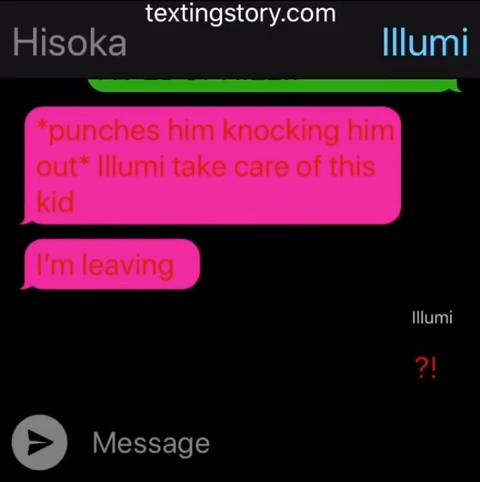 textingstory.com
Hisoka
Illumi
*punches him knocking him
out* Illumi take care of this
kid
I'm leaving
Illumi
?!
Message